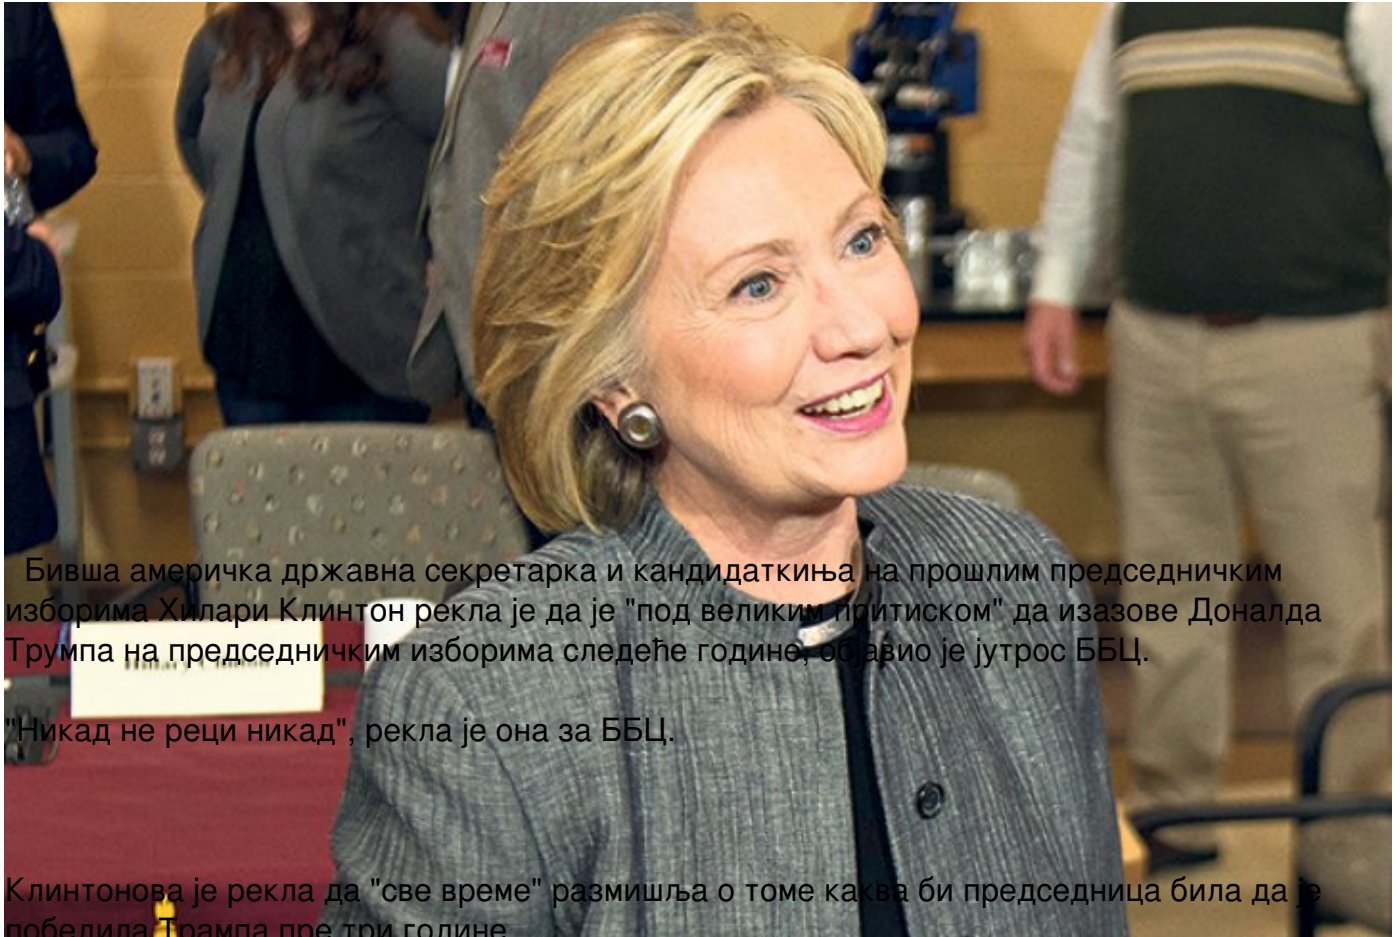 Бивша америчка државна секретарка и кандидаткиња на прошлим председничким
изборима Хилари Клинтон рекла је да је "под великим притиском" да изазове Доналда
Трумпа на председничким изборима следеће године, објавио је јутрос ББЦ.
"Никад не реци никад", рекла је она за ББЦ.
Клинтонова је рекла да "све време" размишља о томе каква би председница била да је
победила Трампа пре три године